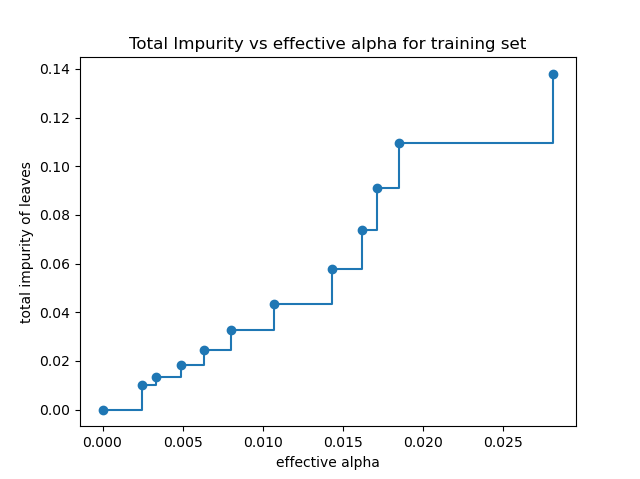 Total Impurity vs effective alpha for training set
0.14
0.12
0.10
0.08
0.06
0.04
0.02
0.00
total impurity of leaves
0.000 0.005 0.010 0.015 0.020 0.025
effective alpha